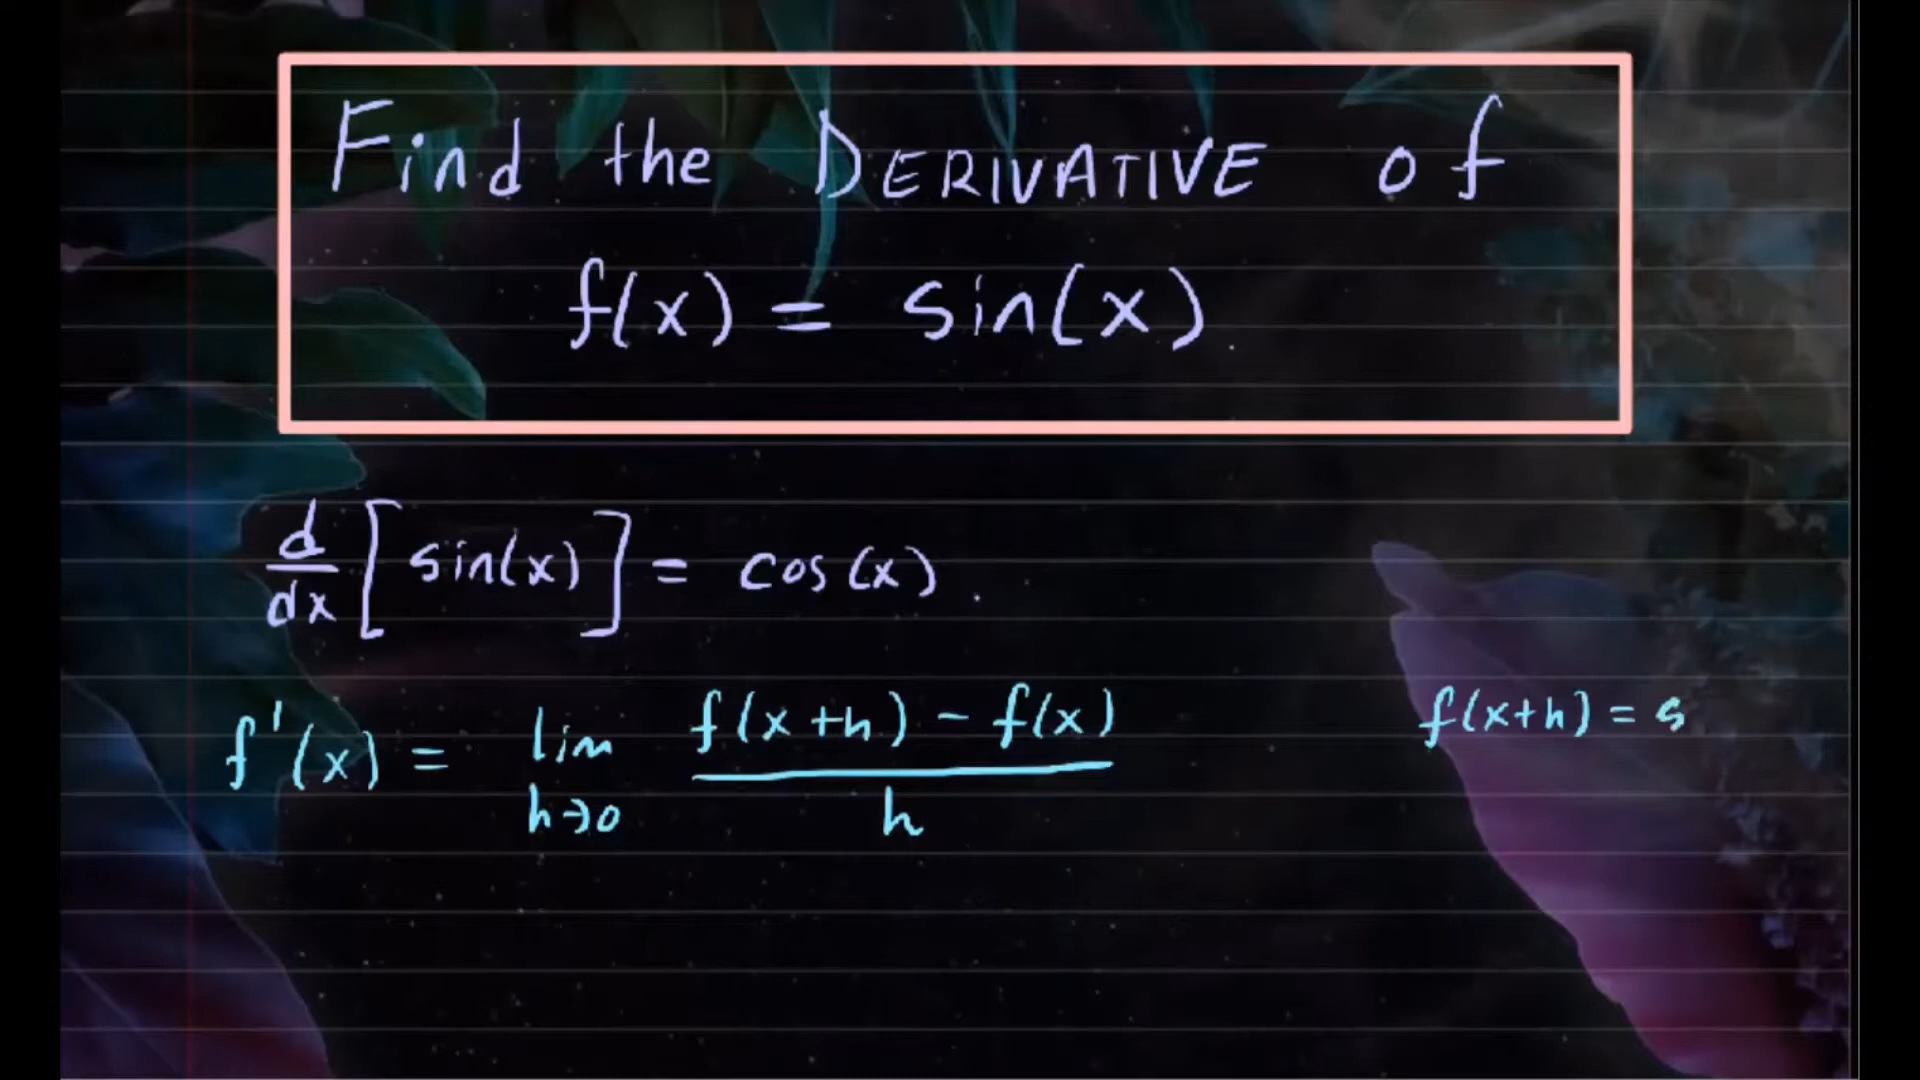 Find the DERIVATIVE of
f(x) = sin(x)
d/dx [sin(x)] = cos(x).
f'(x) = lim h→0 f(x+h) - f(x) / h
f(x+h) = s